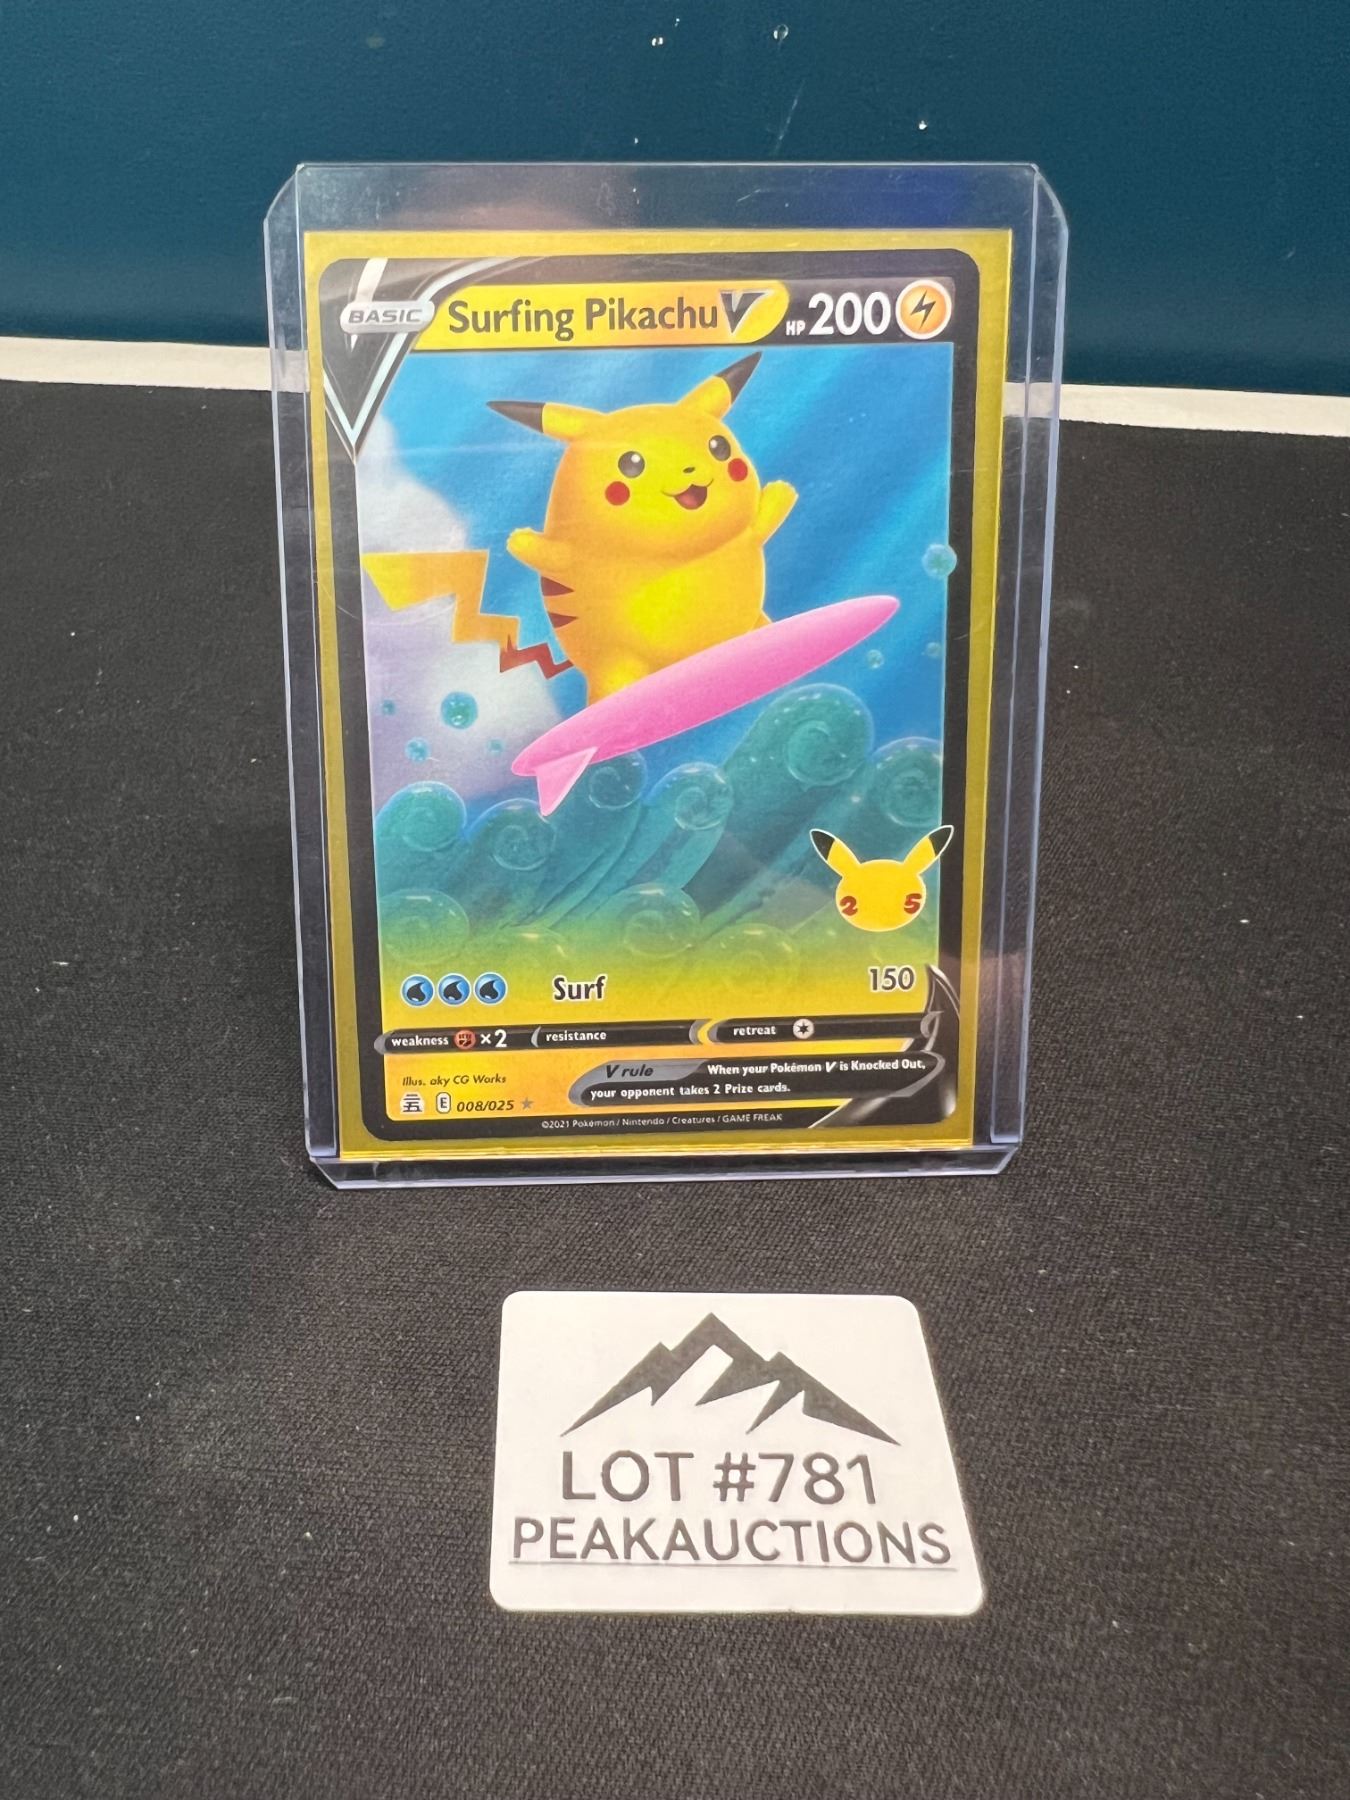 BASIC Surfing Pikachu V HP 200
25
Surf 150
weakness ×2 resistance retreat
V rule When your Pokémon V is Knocked Out,
your opponent takes 2 Prize cards.
Illus. aky CG Works
E 008/025
©2021 Pokémon / Nintendo / Creatures / GAME FREAK
LOT #781
PEAKAUCTIONS